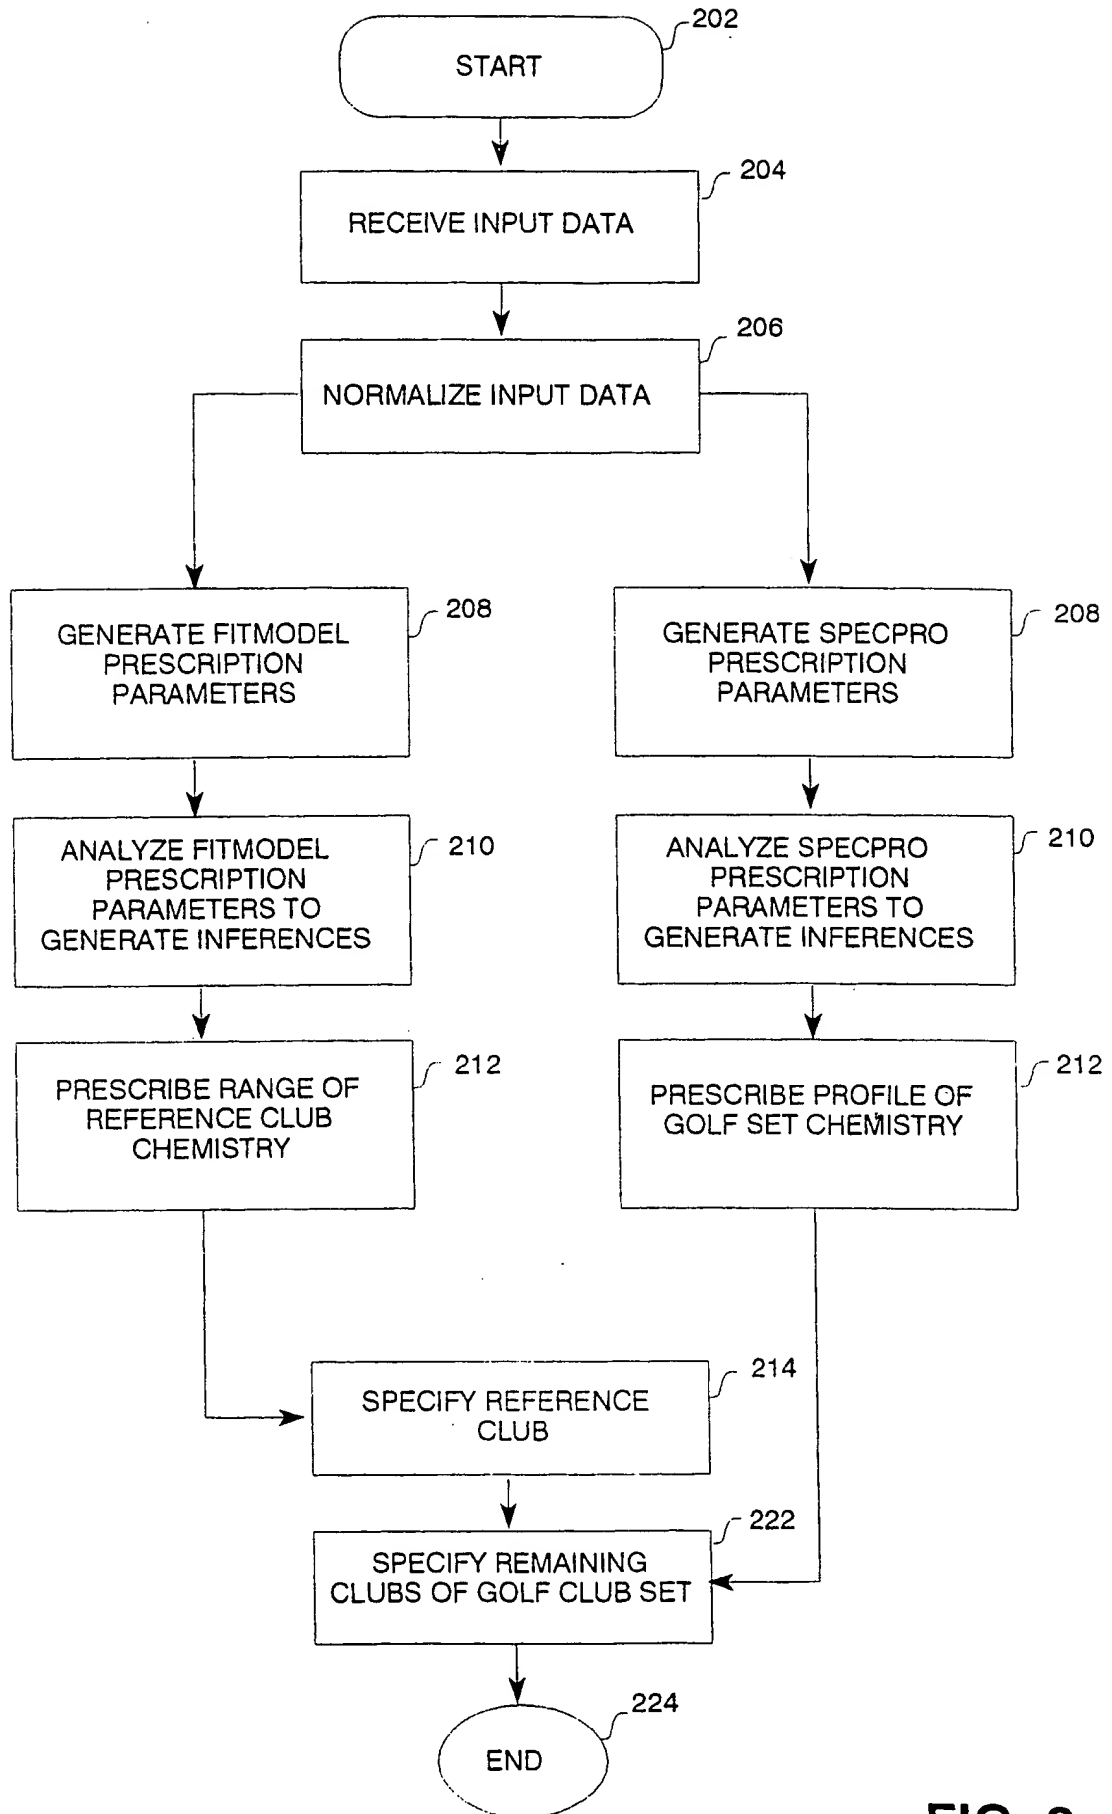 202
START
204
RECEIVE INPUT DATA
206
NORMALIZE INPUT DATA
208
GENERATE FITMODEL
PRESCRIPTION
PARAMETERS
208
GENERATE SPECPRO
PRESCRIPTION
PARAMETERS
210
ANALYZE FITMODEL
PRESCRIPTION
PARAMETERS TO
GENERATE INFERENCES
210
ANALYZE SPECPRO
PRESCRIPTION
PARAMETERS TO
GENERATE INFERENCES
212
PRESCRIBE RANGE OF
REFERENCE CLUB
CHEMISTRY
212
PRESCRIBE PROFILE OF
GOLF SET CHEMISTRY
214
SPECIFY REFERENCE
CLUB
222
SPECIFY REMAINING
CLUBS OF GOLF CLUB SET
224
END
FIG.